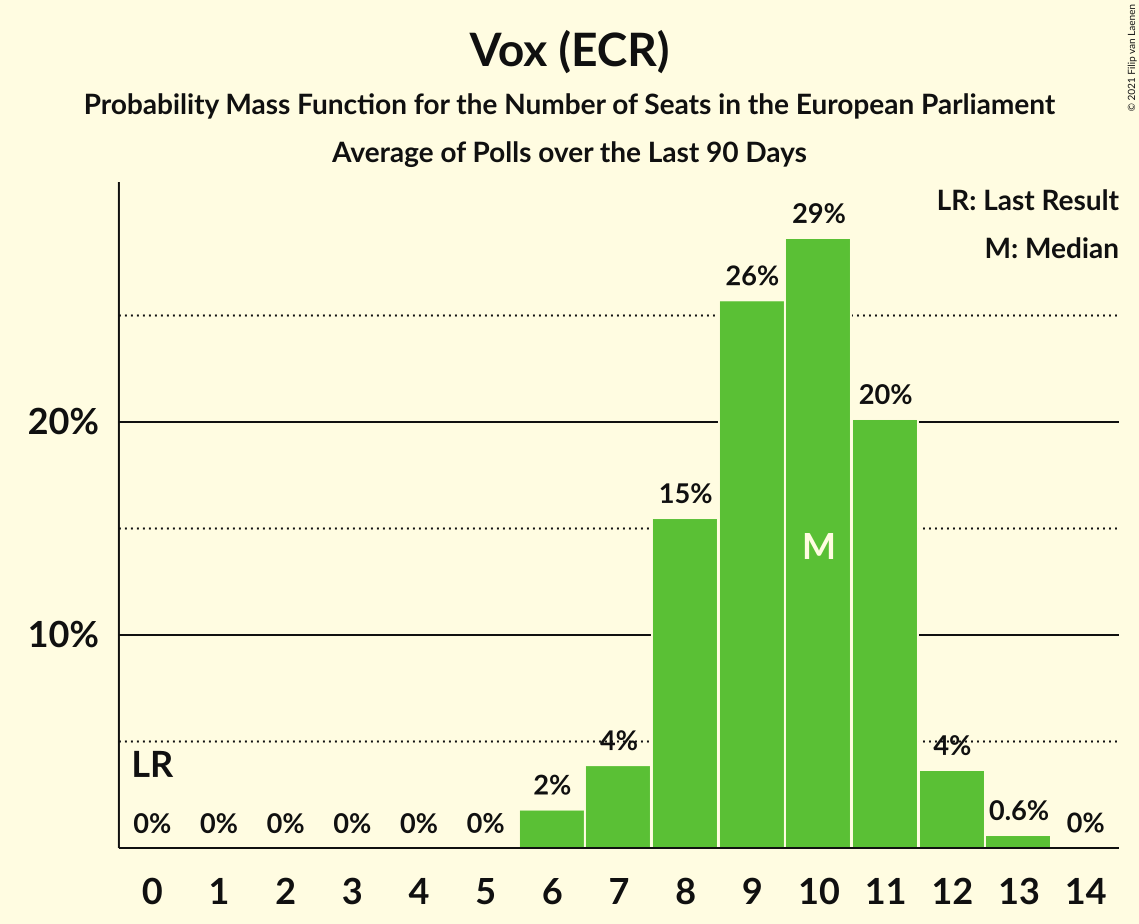 Vox (ECR)
Probability Mass Function for the Number of Seats in the European Parliament
Average of Polls over the Last 90 Days
© 2021 Filip van Laenen
LR: Last Result
M: Median
29%
26%
20%
20%
15%
M
10%
4%
4%
LR
2%
0.6%
0% 0% 0% 0% 0% 0% 0%
0 1 2 3 4 5 6 7 8 9 10 11 12 13 14